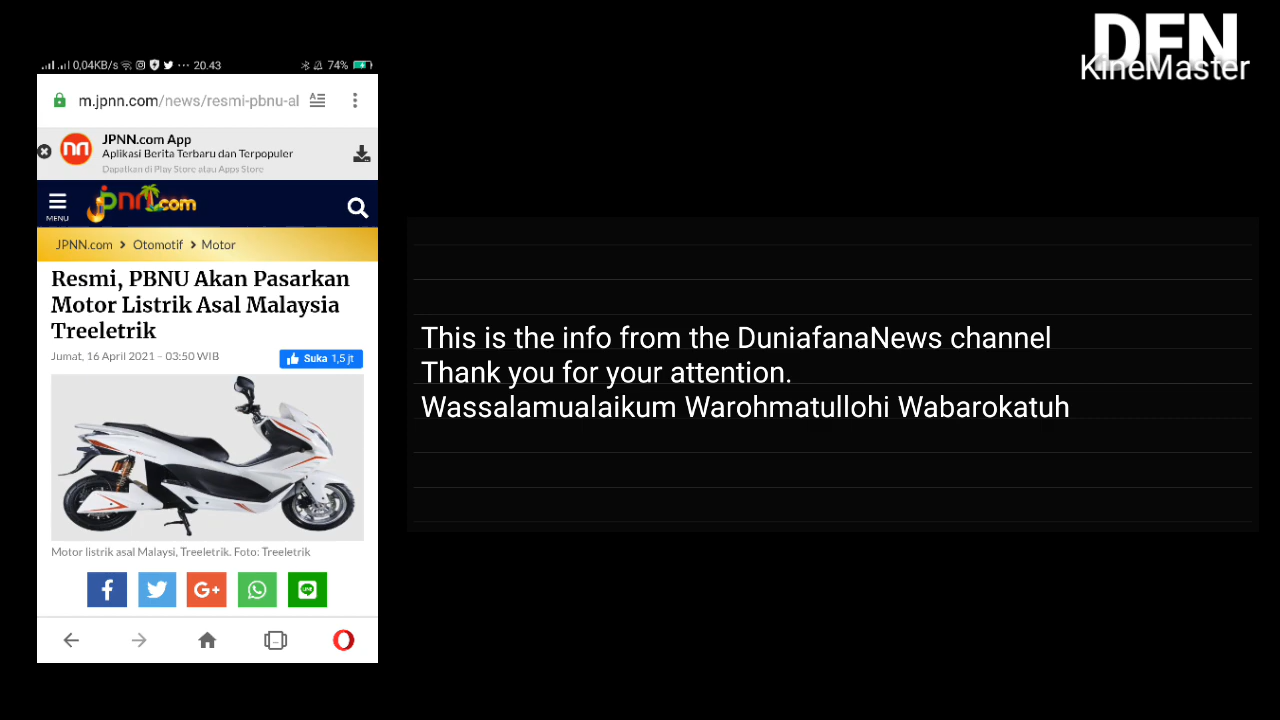 DFN
KineMaster
0,04KB/s ··· 20.43 74%
m.jpnn.com/news/resmi-pbnu-al
JPNN.com App
Aplikasi Berita Terbaru dan Terpopuler
Dapatkan di Play Store atau Apps Store
MENU
jpnn.com
JPNN.com > Otomotif > Motor
Resmi, PBNU Akan Pasarkan
Motor Listrik Asal Malaysia
Treeletrik
Jumat, 16 April 2021 – 03:50 WIB
Suka 1,5 jt
Motor listrik asal Malaysi, Treeletrik. Foto: Treeletrik
This is the info from the DuniafanaNews channel
Thank you for your attention.
Wassalamualaikum Warohmatullohi Wabarokatuh